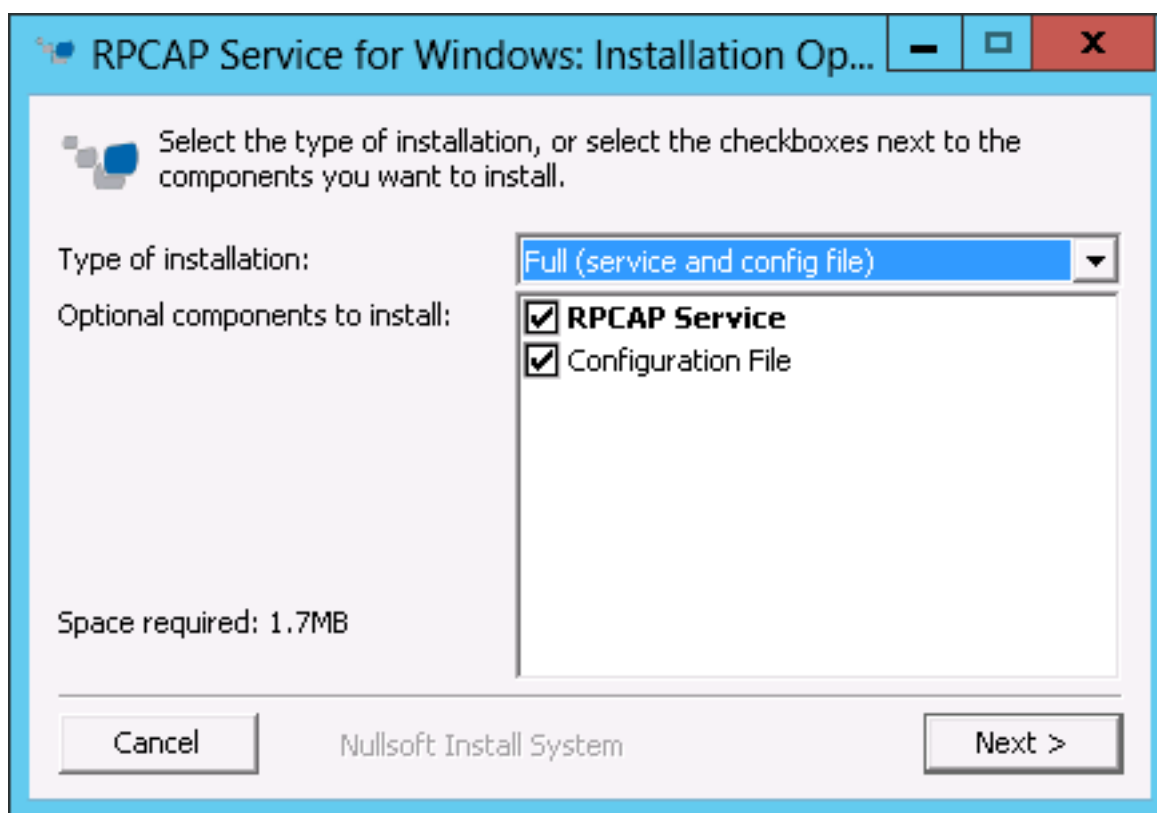 RPCAP Service for Windows: Installation Op...
Select the type of installation, or select the checkboxes next to the
components you want to install.
Type of installation:
Full (service and config file)
Optional components to install:
RPCAP Service
Configuration File
Space required: 1.7MB
Cancel
Nullsoft Install System
Next >